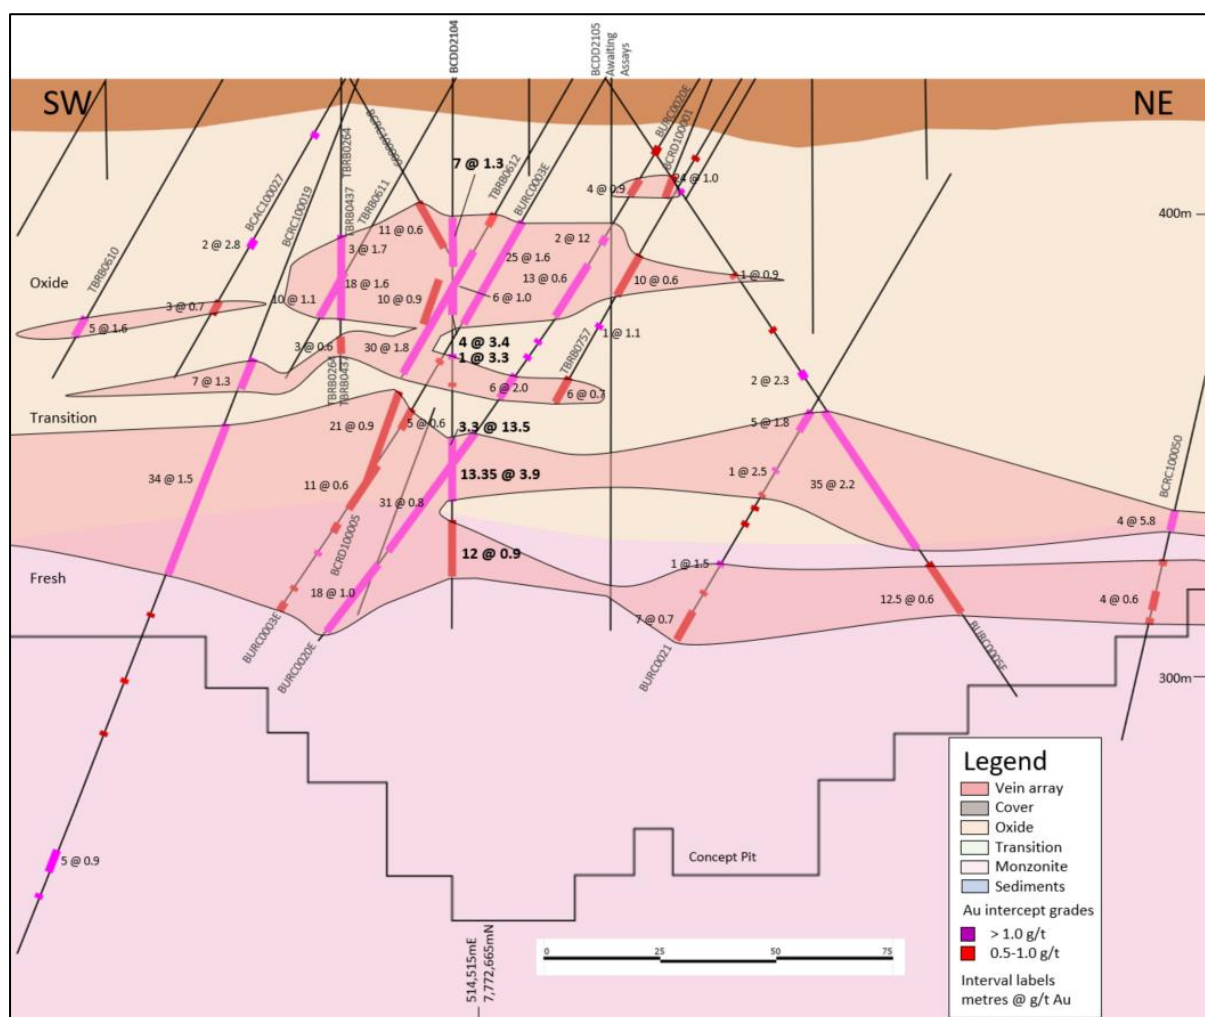 BCDD2104
BCDD2105
Awaiting
Assays
SW
NE
TBRB0264
BCRC100009
BURC0020E
BCRD100001
7 @ 1.3
TBRB0612
4 @ 0.9
24 @ 1.0
BCAC100027
BCRC100019
TBRB0437
TBRB0611
BURC0003E
400m
TBRB0610
2 @ 2.8
11 @ 0.6
2 @ 12
3 @ 1.7
25 @ 1.6
Oxide
18 @ 1.6
13 @ 0.6
10 @ 0.6
1 @ 0.9
10 @ 1.1
10 @ 0.9
6 @ 1.0
3 @ 0.7
5 @ 1.6
1 @ 1.1
3 @ 0.6
30 @ 1.8
4 @ 3.4
1 @ 3.3
TBRB0757
7 @ 1.3
TBRB0264
TBRB0437
6 @ 2.0
6 @ 0.7
2 @ 2.3
Transition
21 @ 0.9
5 @ 0.6
3.3 @ 13.5
5 @ 1.8
34 @ 1.5
11 @ 0.6
31 @ 0.8
13.35 @ 3.9
1 @ 2.5
35 @ 2.2
BCRC100050
4 @ 5.8
BCRD100005
12 @ 0.9
1 @ 1.5
Fresh
18 @ 1.0
12.5 @ 0.6
4 @ 0.6
7 @ 0.7
BURC0003E
BURC0020E
BURC0021
BURC0005E
300m
5 @ 0.9
Concept Pit
514,515mE
7,772,665mN
0 25 50 75
Legend
Vein array
Cover
Oxide
Transition
Monzonite
Sediments
Au intercept grades
> 1.0 g/t
0.5-1.0 g/t
Interval labels
metres @ g/t Au